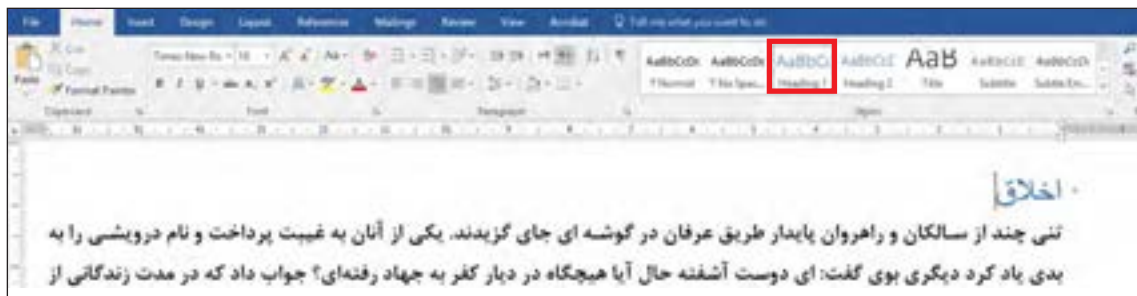 File Home Insert Design Layout References Mailings Review View Acrobat Tell me what you want to do
Cut
Copy
Paste Format Painter
Clipboard Font Paragraph Styles
AaBbCcDc AaBbCcDc AaBbC AaBbCcE AaB AaBbCcE AaBbCcDi
Normal No Spac... Heading 1 Heading 2 Title Subtitle Subtle Em...
اخلاق
تنی چند از سالکان و راهروان پایدار طریق عرفان در گوشه ای جای گزیدند. یکی از آنان به غیبت پرداخت و نام درویشی را به
بدی یاد کرد دیگری بوی گفت: ای دوست آشفته حال آیا هیچگاه در دیار کفر به جهاد رفته‌ای؟ جواب داد که در مدت زندگانی از